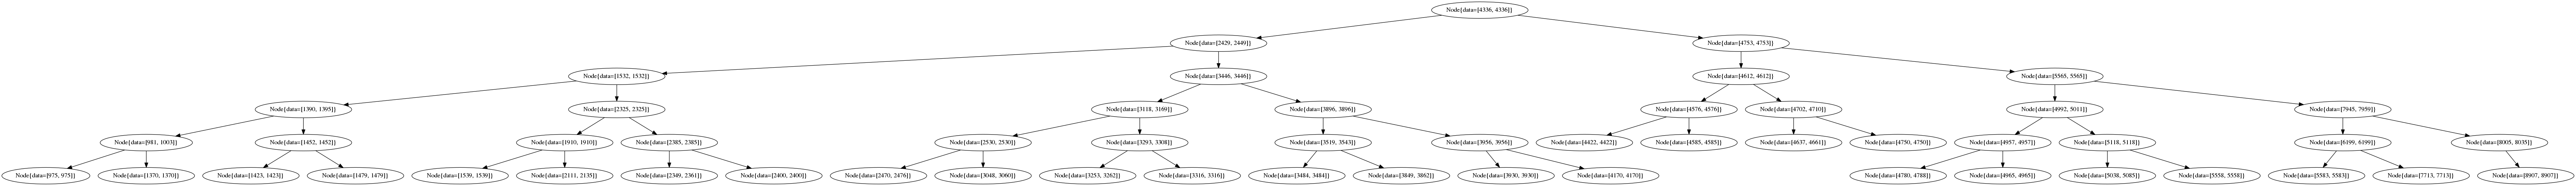 Node{data=[4336, 4336]}
Node{data=[2429, 2449]}
Node{data=[4753, 4753]}
Node{data=[1532, 1532]}
Node{data=[3446, 3446]}
Node{data=[4612, 4612]}
Node{data=[5565, 5565]}
Node{data=[1390, 1395]}
Node{data=[2325, 2325]}
Node{data=[3118, 3169]}
Node{data=[3896, 3896]}
Node{data=[4576, 4576]}
Node{data=[4702, 4710]}
Node{data=[4992, 5011]}
Node{data=[7945, 7959]}
Node{data=[981, 1003]}
Node{data=[1452, 1452]}
Node{data=[1910, 1910]}
Node{data=[2385, 2385]}
Node{data=[2530, 2530]}
Node{data=[3293, 3308]}
Node{data=[3519, 3543]}
Node{data=[3956, 3956]}
Node{data=[4422, 4422]}
Node{data=[4585, 4585]}
Node{data=[4637, 4661]}
Node{data=[4750, 4750]}
Node{data=[4957, 4957]}
Node{data=[5118, 5118]}
Node{data=[6199, 6199]}
Node{data=[8005, 8035]}
Node{data=[975, 975]}
Node{data=[1370, 1370]}
Node{data=[1423, 1423]}
Node{data=[1479, 1479]}
Node{data=[1539, 1539]}
Node{data=[2111, 2135]}
Node{data=[2349, 2361]}
Node{data=[2400, 2400]}
Node{data=[2470, 2476]}
Node{data=[3048, 3060]}
Node{data=[3253, 3262]}
Node{data=[3316, 3316]}
Node{data=[3484, 3484]}
Node{data=[3849, 3862]}
Node{data=[3930, 3930]}
Node{data=[4170, 4170]}
Node{data=[4780, 4788]}
Node{data=[4965, 4965]}
Node{data=[5038, 5085]}
Node{data=[5558, 5558]}
Node{data=[5583, 5583]}
Node{data=[7713, 7713]}
Node{data=[8907, 8907]}